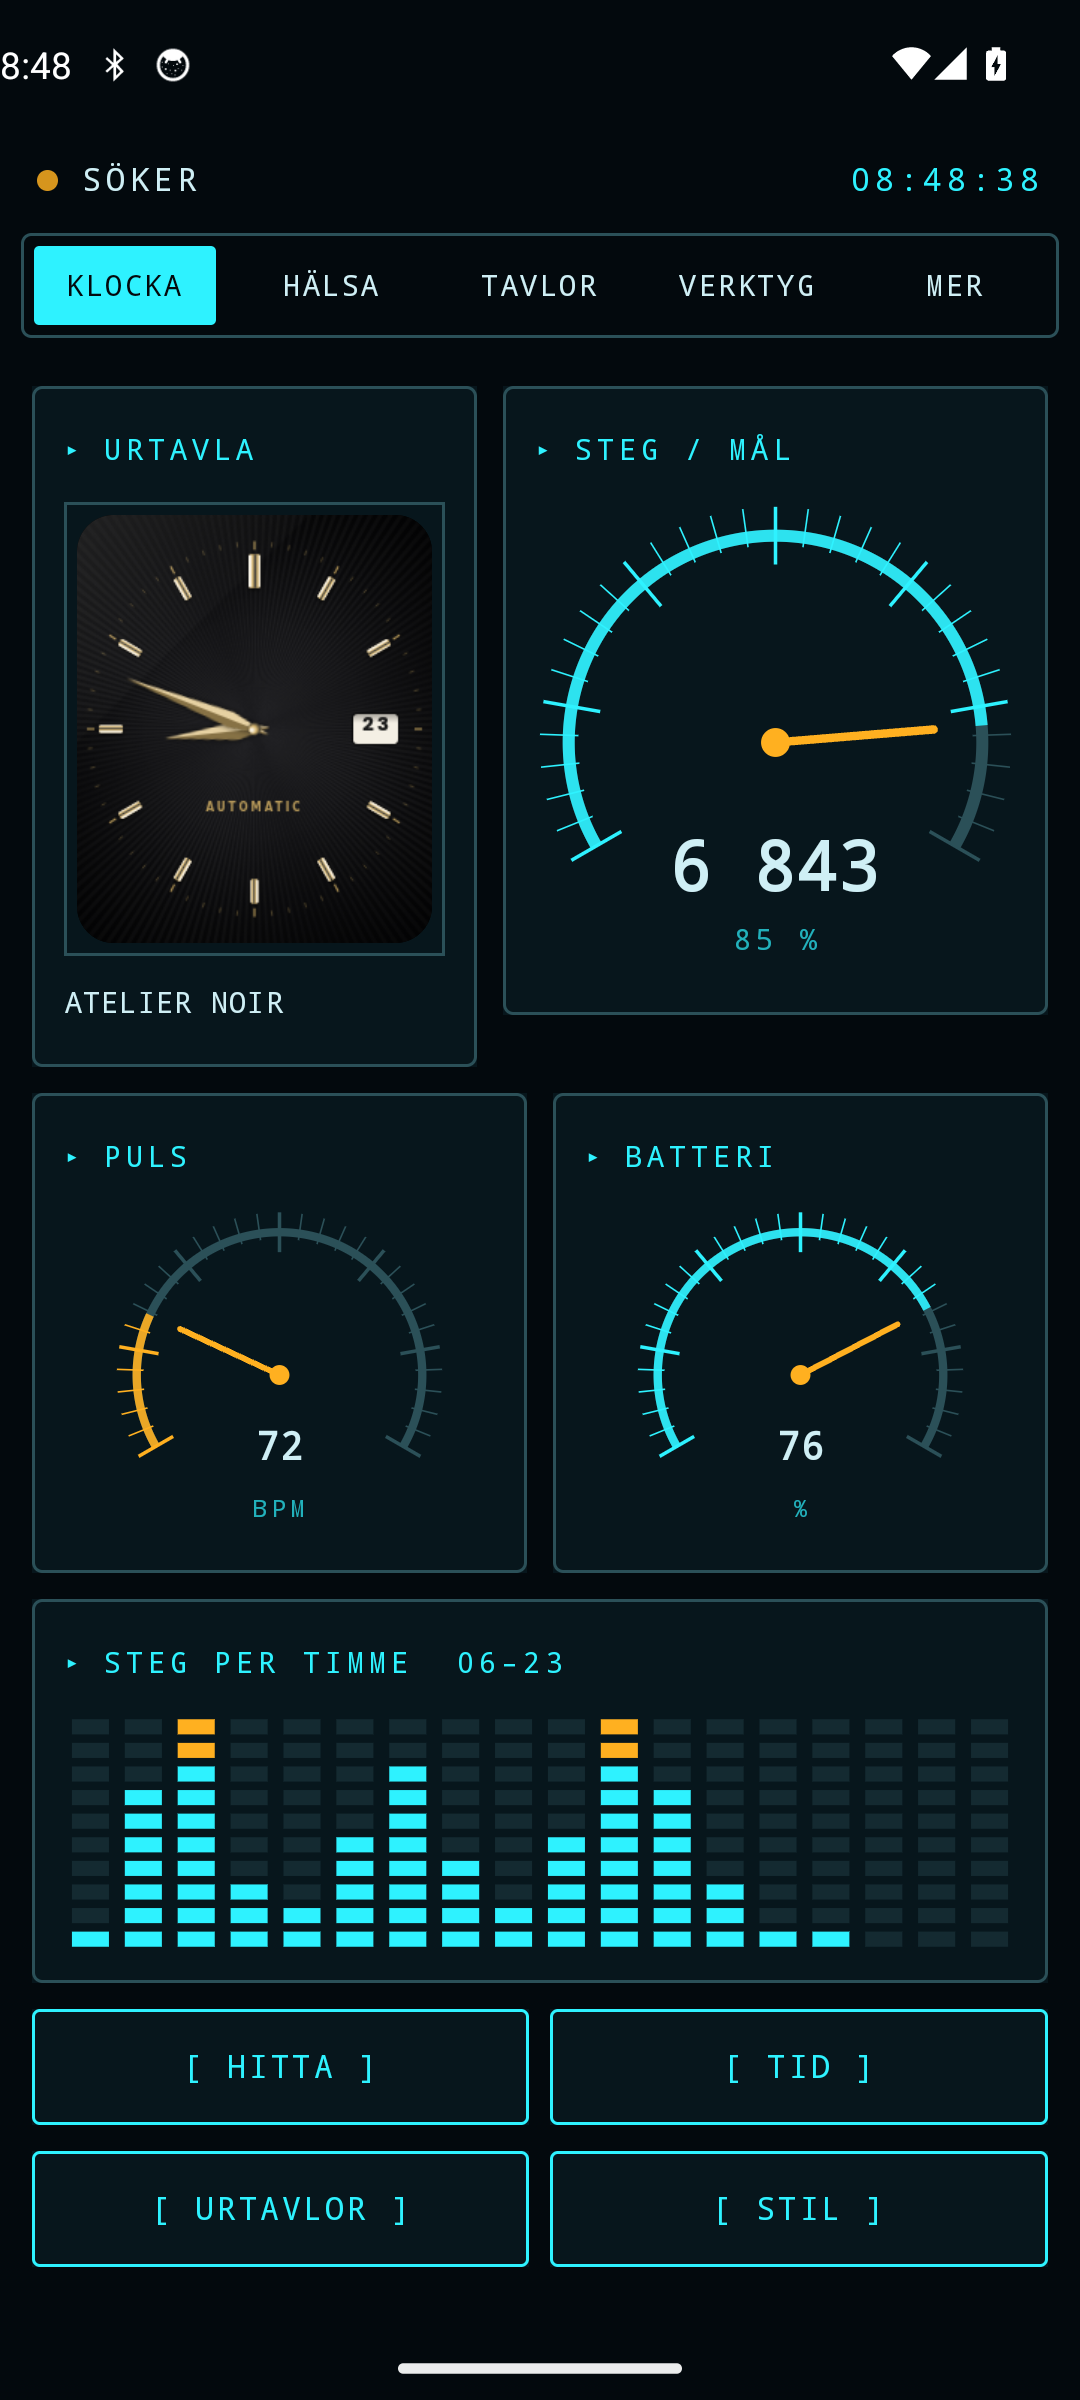 8:48
SÖKER 08:48:38
KLOCKA HÄLSA TAVLOR VERKTYG MER
▸ URTAVLA
23
AUTOMATIC
ATELIER NOIR
▸ STEG / MÅL
6 843
85 %
▸ PULS
72
BPM
▸ BATTERI
76
%
▸ STEG PER TIMME 06–23
[ HITTA ]
[ TID ]
[ URTAVLOR ]
[ STIL ]